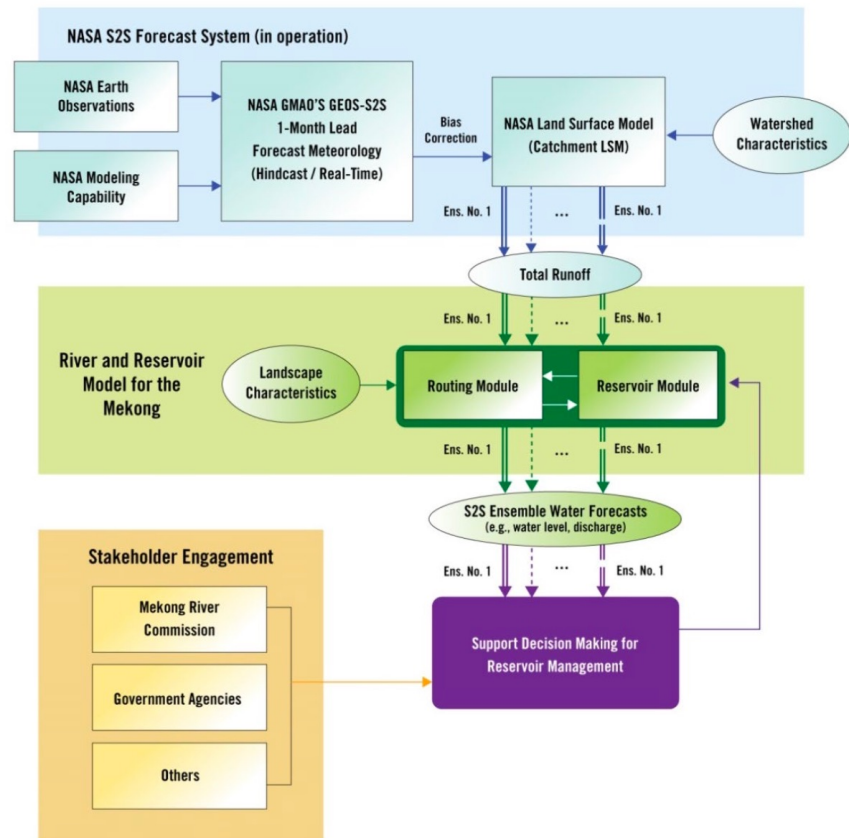 NASA S2S Forecast System (in operation)
NASA Earth
Observations
NASA Modeling
Capability
NASA GMAO'S GEOS-S2S
1-Month Lead
Forecast Meteorology
(Hindcast / Real-Time)
Bias
Correction
NASA Land Surface Model
(Catchment LSM)
Watershed
Characteristics
Ens. No. 1
...
Ens. No. 1
Total Runoff
Ens. No. 1
...
Ens. No. 1
River and Reservoir
Model for the
Mekong
Landscape
Characteristics
Routing Module
Reservoir Module
Ens. No. 1
...
Ens. No. 1
S2S Ensemble Water Forecasts
(e.g., water level, discharge)
Ens. No. 1
...
Ens. No. 1
Stakeholder Engagement
Mekong River
Commission
Government Agencies
Others
Support Decision Making for
Reservoir Management